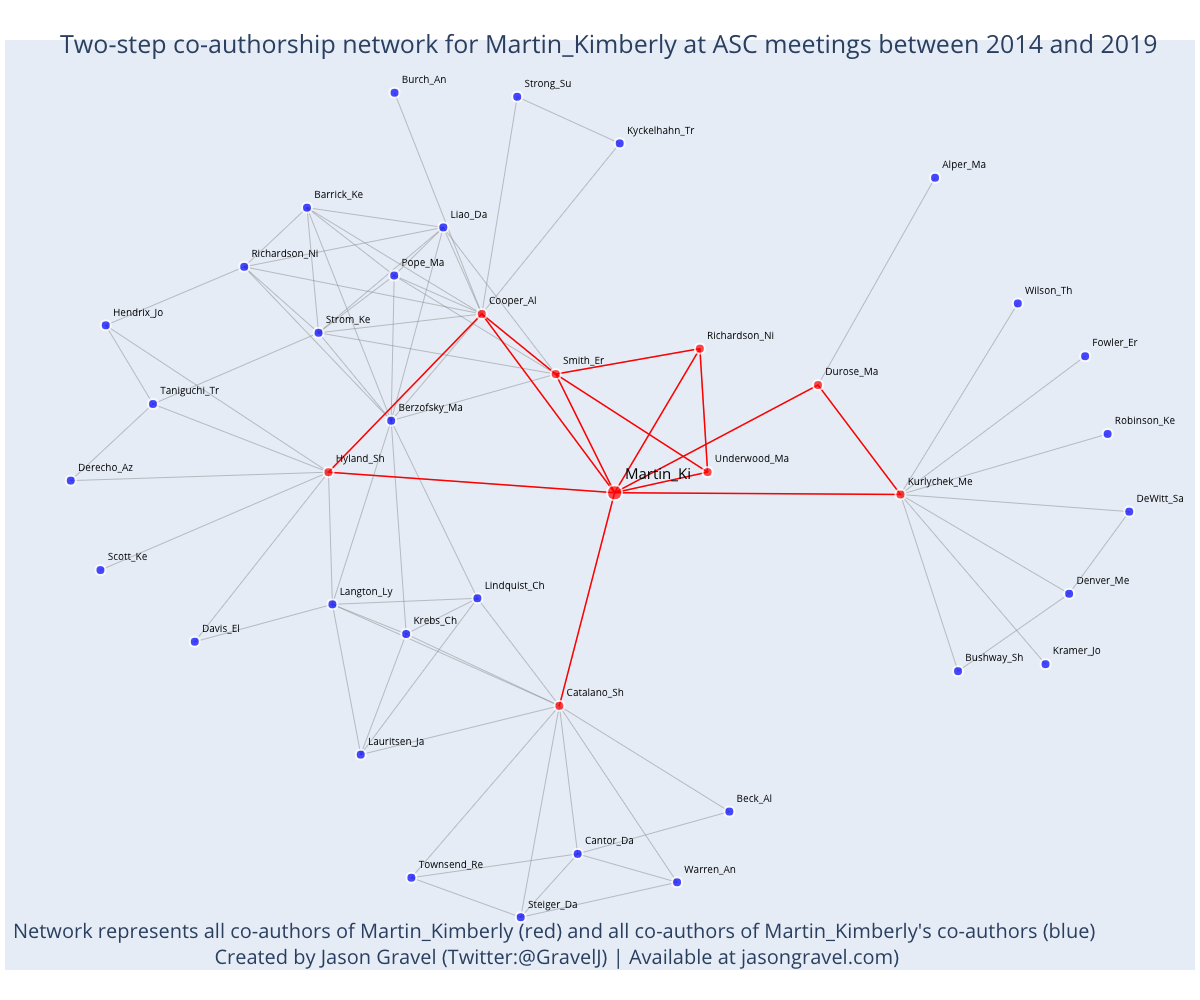 Two-step co-authorship network for Martin_Kimberly at ASC meetings between 2014 and 2019
Burch_An
Strong_Su
Kyckelhahn_Tr
Alper_Ma
Barrick_Ke
Liao_Da
Richardson_Ni
Pope_Ma
Wilson_Th
Cooper_Al
Hendrix_Jo
Strom_Ke
Richardson_Ni
Fowler_Er
Smith_Er
Durose_Ma
Taniguchi_Tr
Berzofsky_Ma
Robinson_Ke
Hyland_Sh
Underwood_Ma
Derecho_Az
Martin_Ki
Kurlychek_Me
DeWitt_Sa
Scott_Ke
Denver_Me
Langton_Ly
Lindquist_Ch
Krebs_Ch
Davis_El
Kramer_Jo
Bushway_Sh
Catalano_Sh
Lauritsen_Ja
Beck_Al
Cantor_Da
Townsend_Re
Warren_An
Steiger_Da
Network represents all co-authors of Martin_Kimberly (red) and all co-authors of Martin_Kimberly's co-authors (blue)
Created by Jason Gravel (Twitter:@GravelJ) | Available at jasongravel.com)